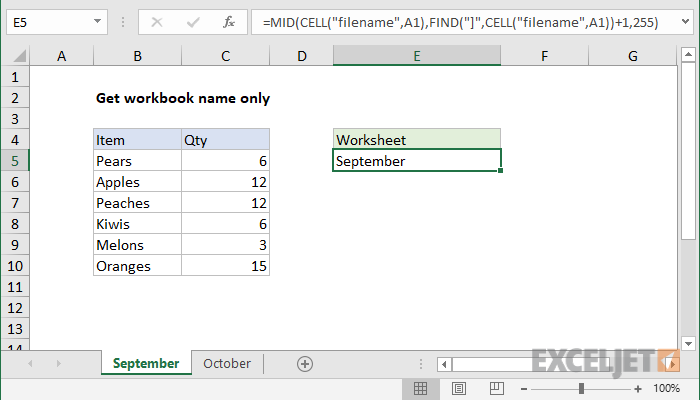 E5 fx =MID(CELL("filename",A1),FIND("]",CELL("filename",A1))+1,255)
A B C D E F G
1
2 Get workbook name only
3
4 Item Qty Worksheet
5 Pears 6 September
6 Apples 12
7 Peaches 12
8 Kiwis 6
9 Melons 3
10 Oranges 15
11
12
13
14
September October
EXCELJET
100%